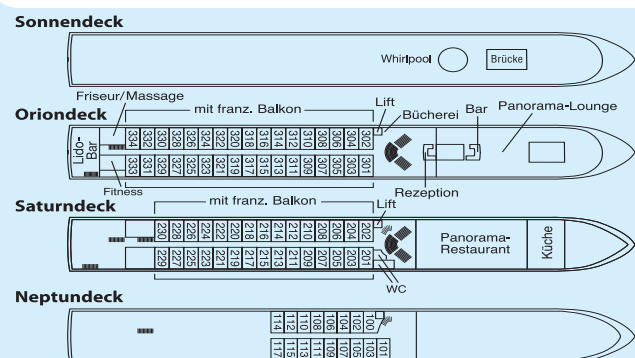 Sonnendeck
Whirlpool
Brücke
Friseur/Massage
mit franz. Balkon
Lift
Bücherei
Bar
Panorama-Lounge
Oriondeck
Lido-
Bar
334 332 330 328 326 324 322 320 318 316 314 312 310 308 306 304 302
333 331 329 327 325 323 321 319 317 315 313 311 309 307 305 303 301
Fitness
Rezeption
mit franz. Balkon
Lift
Saturndeck
230 228 226 224 222 220 218 216 214 212 210 208 206 204 202
229 227 225 223 221 219 217 215 213 211 209 207 205 203 201
Panorama-
Restaurant
Küche
WC
Neptundeck
114 112 110 108 106 104 102 100
117 115 113 111 109 107 105 103 101